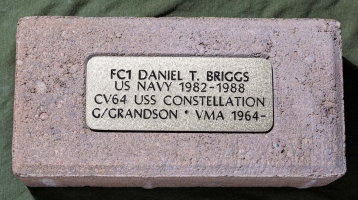 FC1 DANIEL T. BRIGGS
US NAVY 1982-1988
CV64 USS CONSTELLATION
G/GRANDSON * VMA 1964-